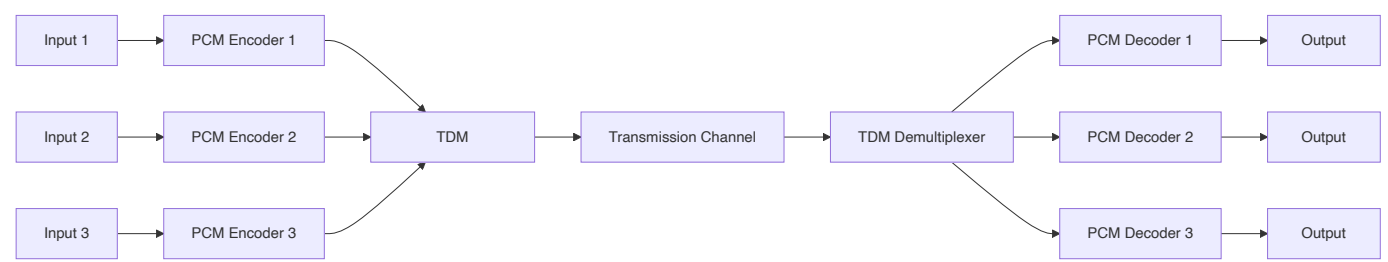 Input 1
PCM Encoder 1
PCM Decoder 1
Output
Input 2
PCM Encoder 2
TDM
Transmission Channel
TDM Demultiplexer
PCM Decoder 2
Output
Input 3
PCM Encoder 3
PCM Decoder 3
Output